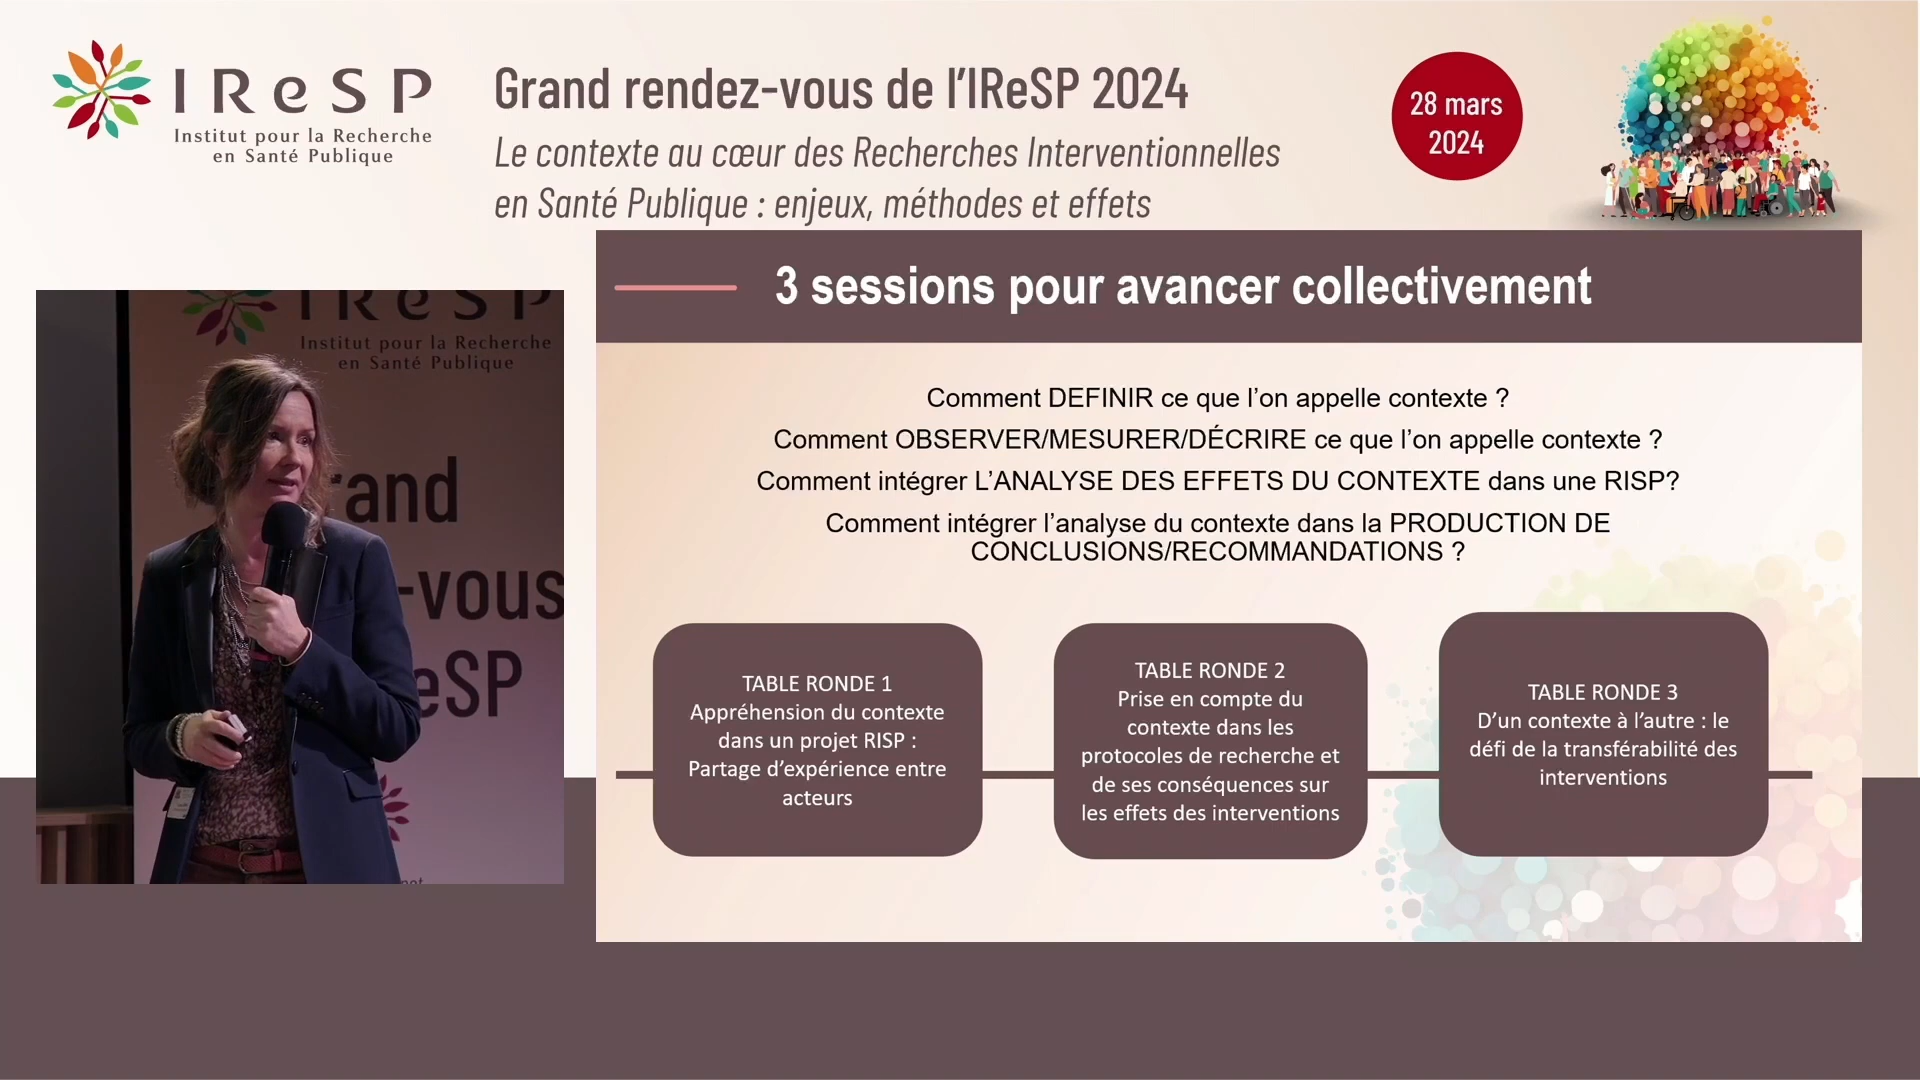 IReSP
Institut pour la Recherche
en Santé Publique
Grand rendez-vous de l’IReSP 2024
Le contexte au cœur des Recherches Interventionnelles
en Santé Publique : enjeux, méthodes et effets
28 mars
2024
IReSP
Institut pour la Recherche
en Santé Publique
rand
-vous
eSP
3 sessions pour avancer collectivement
Comment DEFINIR ce que l’on appelle contexte ?
Comment OBSERVER/MESURER/DÉCRIRE ce que l’on appelle contexte ?
Comment intégrer L’ANALYSE DES EFFETS DU CONTEXTE dans une RISP?
Comment intégrer l’analyse du contexte dans la PRODUCTION DE
CONCLUSIONS/RECOMMANDATIONS ?
TABLE RONDE 1
Appréhension du contexte
dans un projet RISP :
Partage d’expérience entre
acteurs
TABLE RONDE 2
Prise en compte du
contexte dans les
protocoles de recherche et
de ses conséquences sur
les effets des interventions
TABLE RONDE 3
D’un contexte à l’autre : le
défi de la transférabilité des
interventions